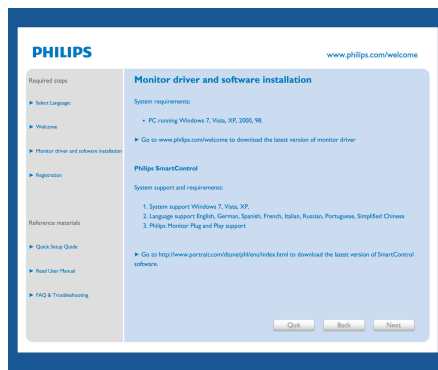 PHILIPS
www.philips.com/welcome
Required steps
► Select Language:
► Welcome
► Monitor driver and software installation
► Registration
Reference materials
► Quick Setup Quide
► Read User Manual
► FAQ & Troubleshooting
Monitor driver and software installation
System requirements:
• PC running Windows 7, Vista, XP, 2000, 98.
► Go to www.philips.com/welcome to download the latest version of monitor driver
Philips SmartControl
System support and requirements:
1. System support Windows 7, Vista, XP.
2. Language support English, German, Spanish, French, Italian, Russian, Portuguese, Simplified Chinese
3. Philips Monitor Plug and Play support
► Go to http://www.portrait.com/dtune/phl/enu/index.html to download the latest version of SmartControl
software.
Quit
Back
Next